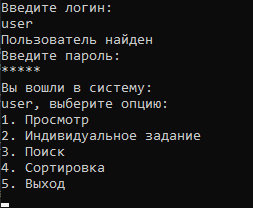 Введите логин:
user
Пользователь найден
Введите пароль:
*****
Вы вошли в систему:
user, выберите опцию:
1. Просмотр
2. Индивидуальное задание
3. Поиск
4. Сортировка
5. Выход